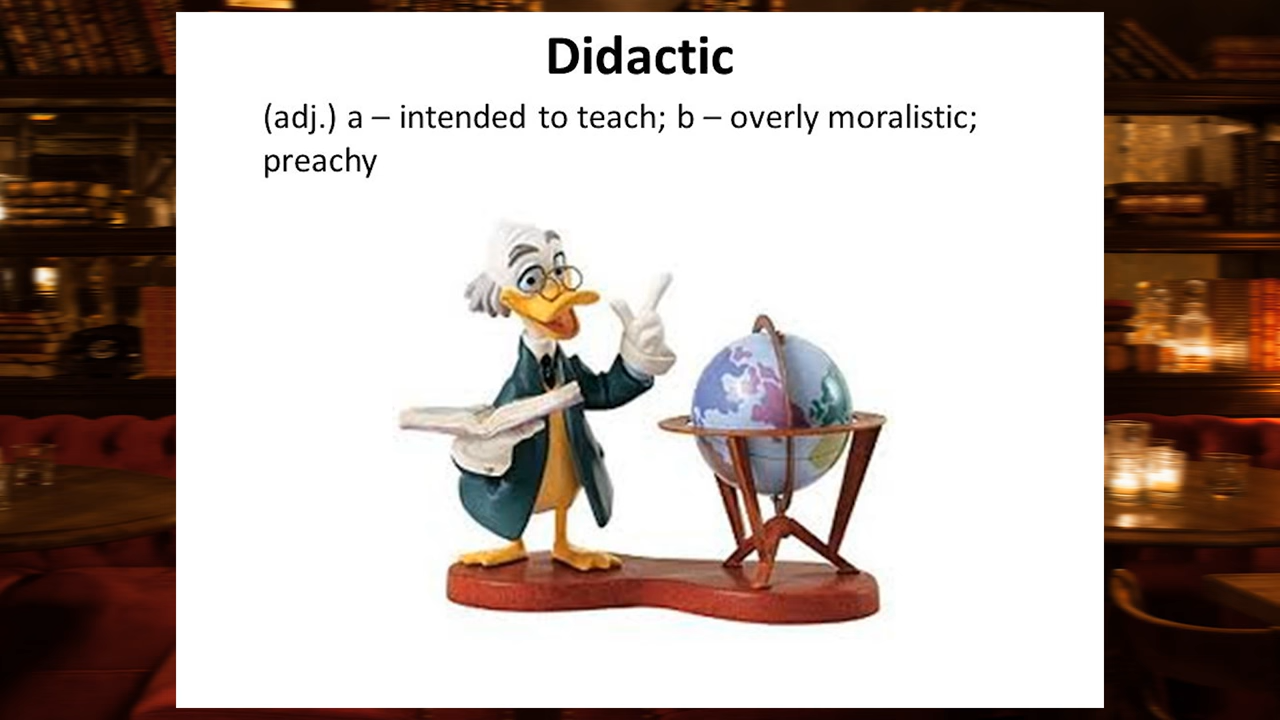 Didactic
(adj.) a – intended to teach; b – overly moralistic;
preachy